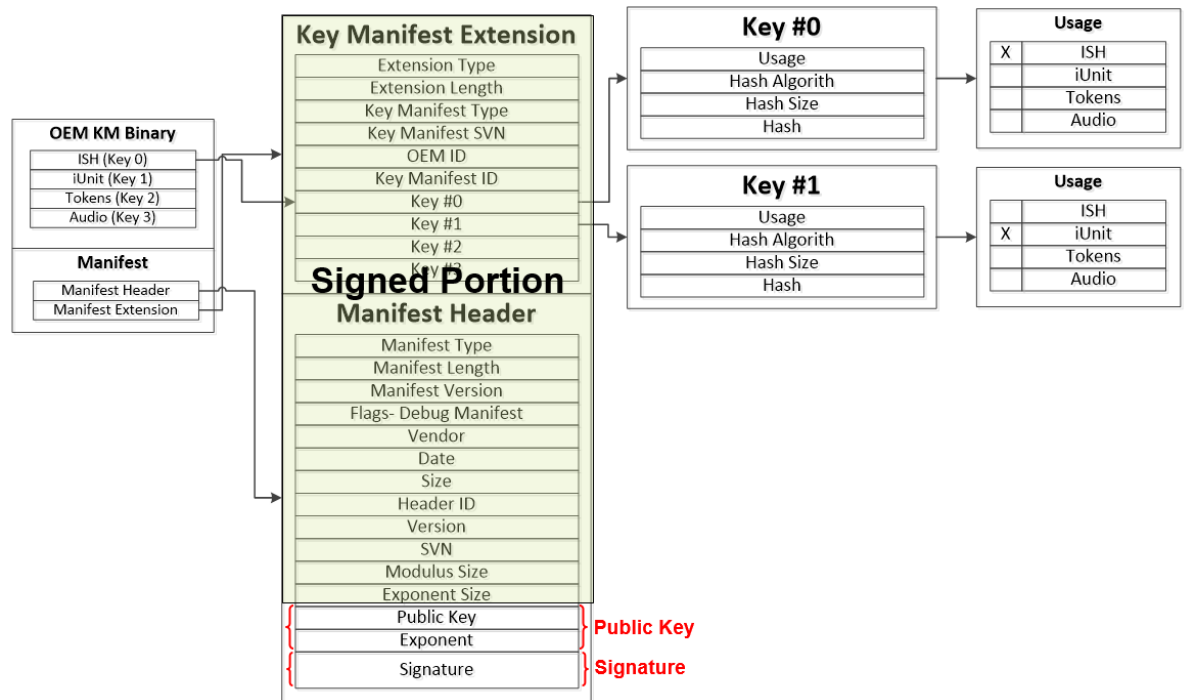 OEM KM Binary
ISH (Key 0)
iUnit (Key 1)
Tokens (Key 2)
Audio (Key 3)
Manifest
Manifest Header
Manifest Extension
Key Manifest Extension
Extension Type
Extension Length
Key Manifest Type
Key Manifest SVN
OEM ID
Key Manifest ID
Key #0
Key #1
Key #2
Key #3
Signed Portion
Manifest Header
Manifest Type
Manifest Length
Manifest Version
Flags- Debug Manifest
Vendor
Date
Size
Header ID
Version
SVN
Modulus Size
Exponent Size
Public Key
Exponent
Signature
Public Key
Signature
Key #0
Usage
Hash Algorith
Hash Size
Hash
Usage
X ISH
iUnit
Tokens
Audio
Key #1
Usage
Hash Algorith
Hash Size
Hash
Usage
ISH
X iUnit
Tokens
Audio